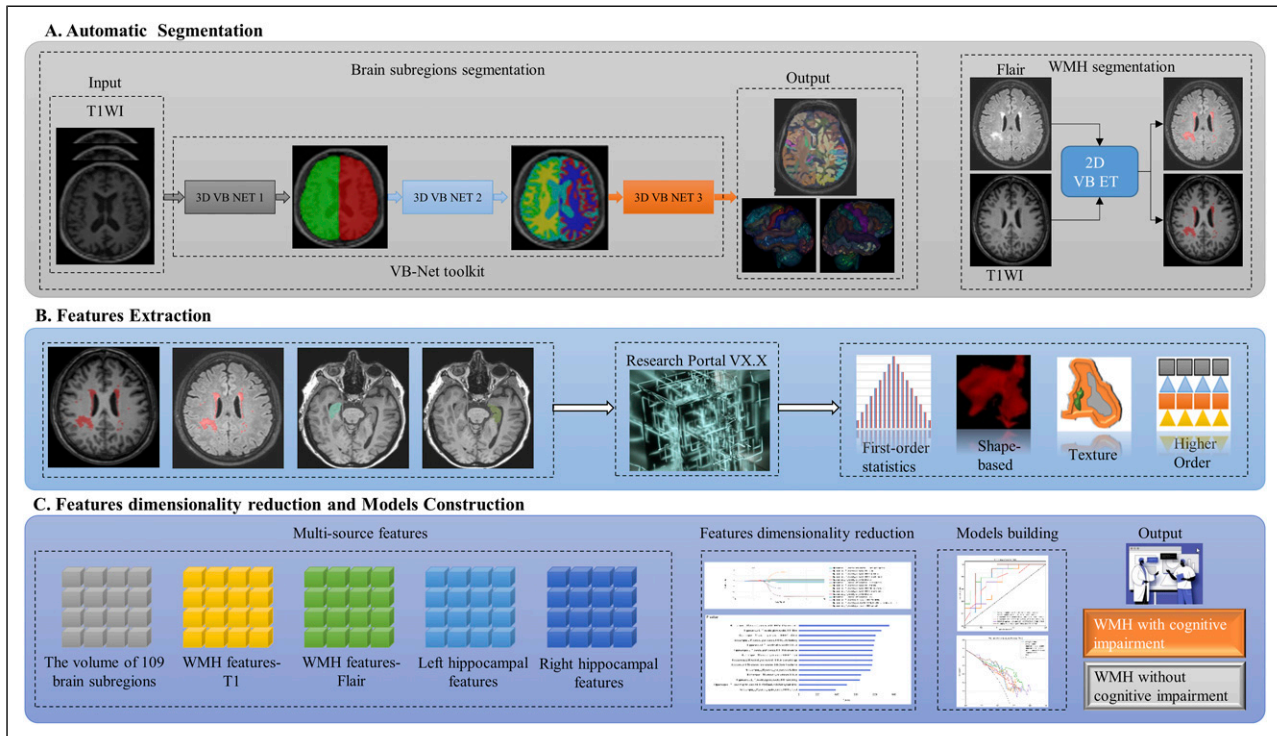 A. Automatic Segmentation
Brain subregions segmentation
Input
T1WI
3D VB NET 1
3D VB NET 2
3D VB NET 3
VB-Net toolkit
Output
WMH segmentation
Flair
2D
VB ET
T1WI
B. Features Extraction
Research Portal VX.X
First-order
statistics
Shape-
based
Texture
Higher
Order
C. Features dimensionality reduction and Models Construction
Multi-source features
The volume of 109
brain subregions
WMH features-
T1
WMH features-
Flair
Left hippocampal
features
Right hippocampal
features
Features dimensionality reduction
Models building
Output
WMH with cognitive
impairment
WMH without
cognitive impairment